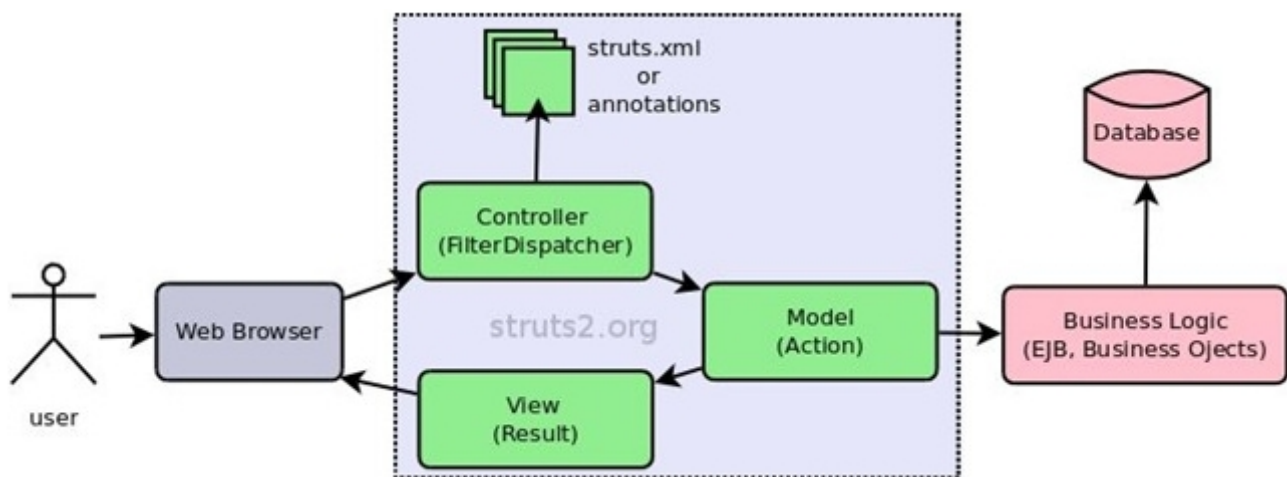 struts.xml
or
annotations
Database
Controller
(FilterDispatcher)
Web Browser
struts2.org
Model
(Action)
Business Logic
(EJB, Business Ojects)
View
(Result)
user